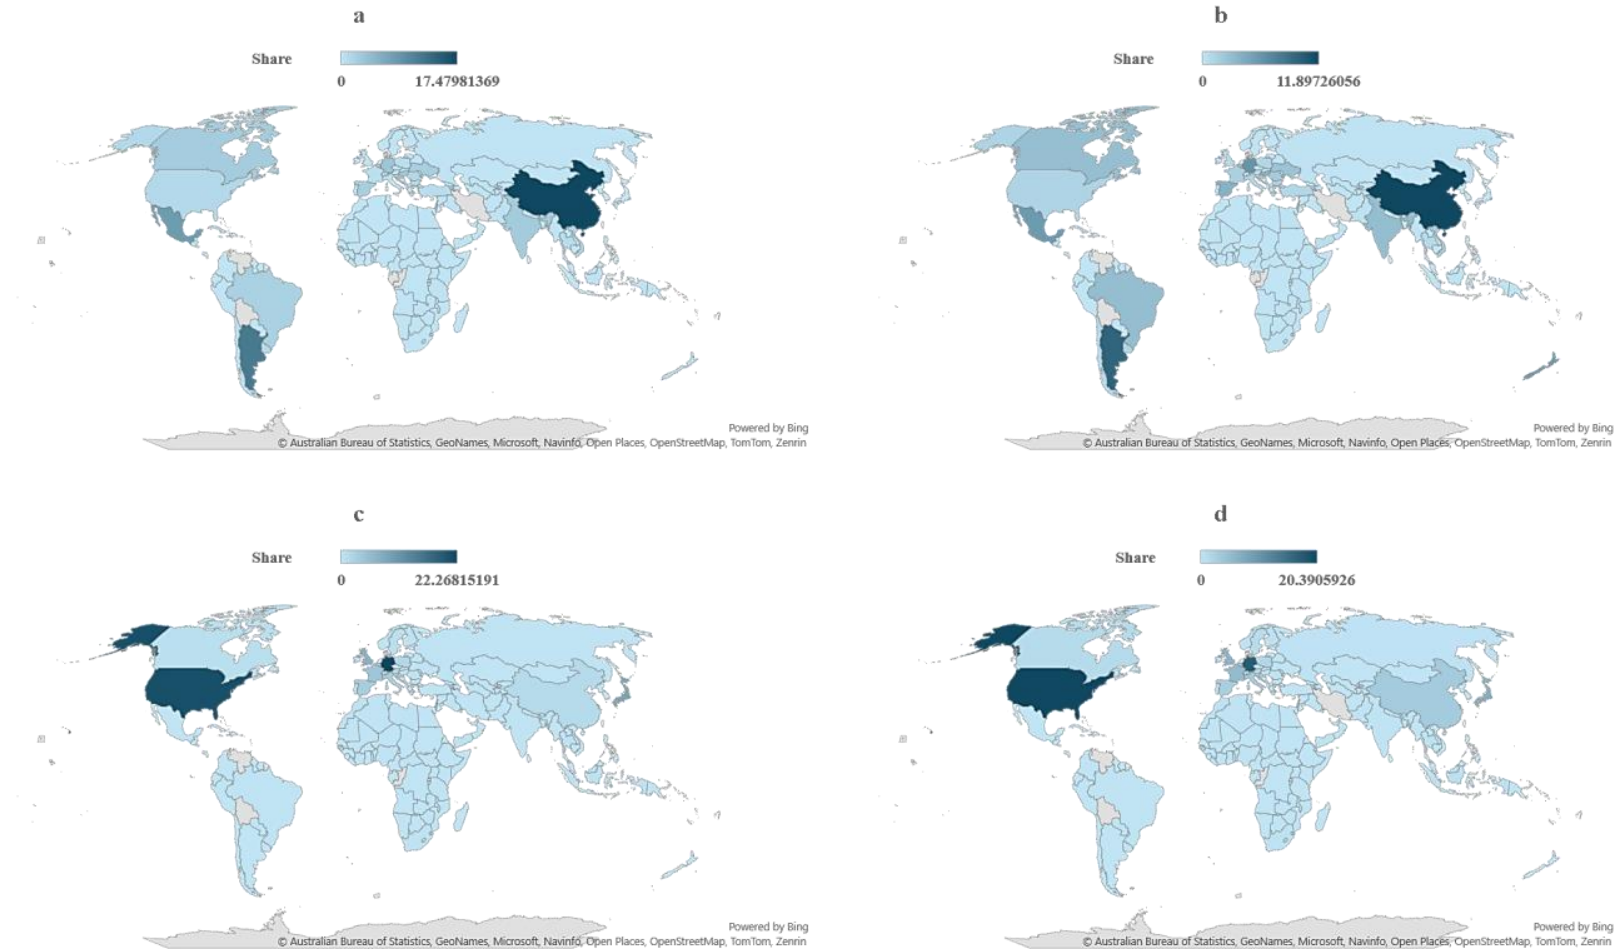 a
Share
0
17.47981369
Powered by Bing
© Australian Bureau of Statistics, GeoNames, Microsoft, Navinfo, Open Places, OpenStreetMap, TomTom, Zenrin
b
Share
0
11.89726056
Powered by Bing
© Australian Bureau of Statistics, GeoNames, Microsoft, Navinfo, Open Places, OpenStreetMap, TomTom, Zenrin
c
Share
0
22.26815191
Powered by Bing
© Australian Bureau of Statistics, GeoNames, Microsoft, Navinfo, Open Places, OpenStreetMap, TomTom, Zenrin
d
Share
0
20.3905926
Powered by Bing
© Australian Bureau of Statistics, GeoNames, Microsoft, Navinfo, Open Places, OpenStreetMap, TomTom, Zenrin